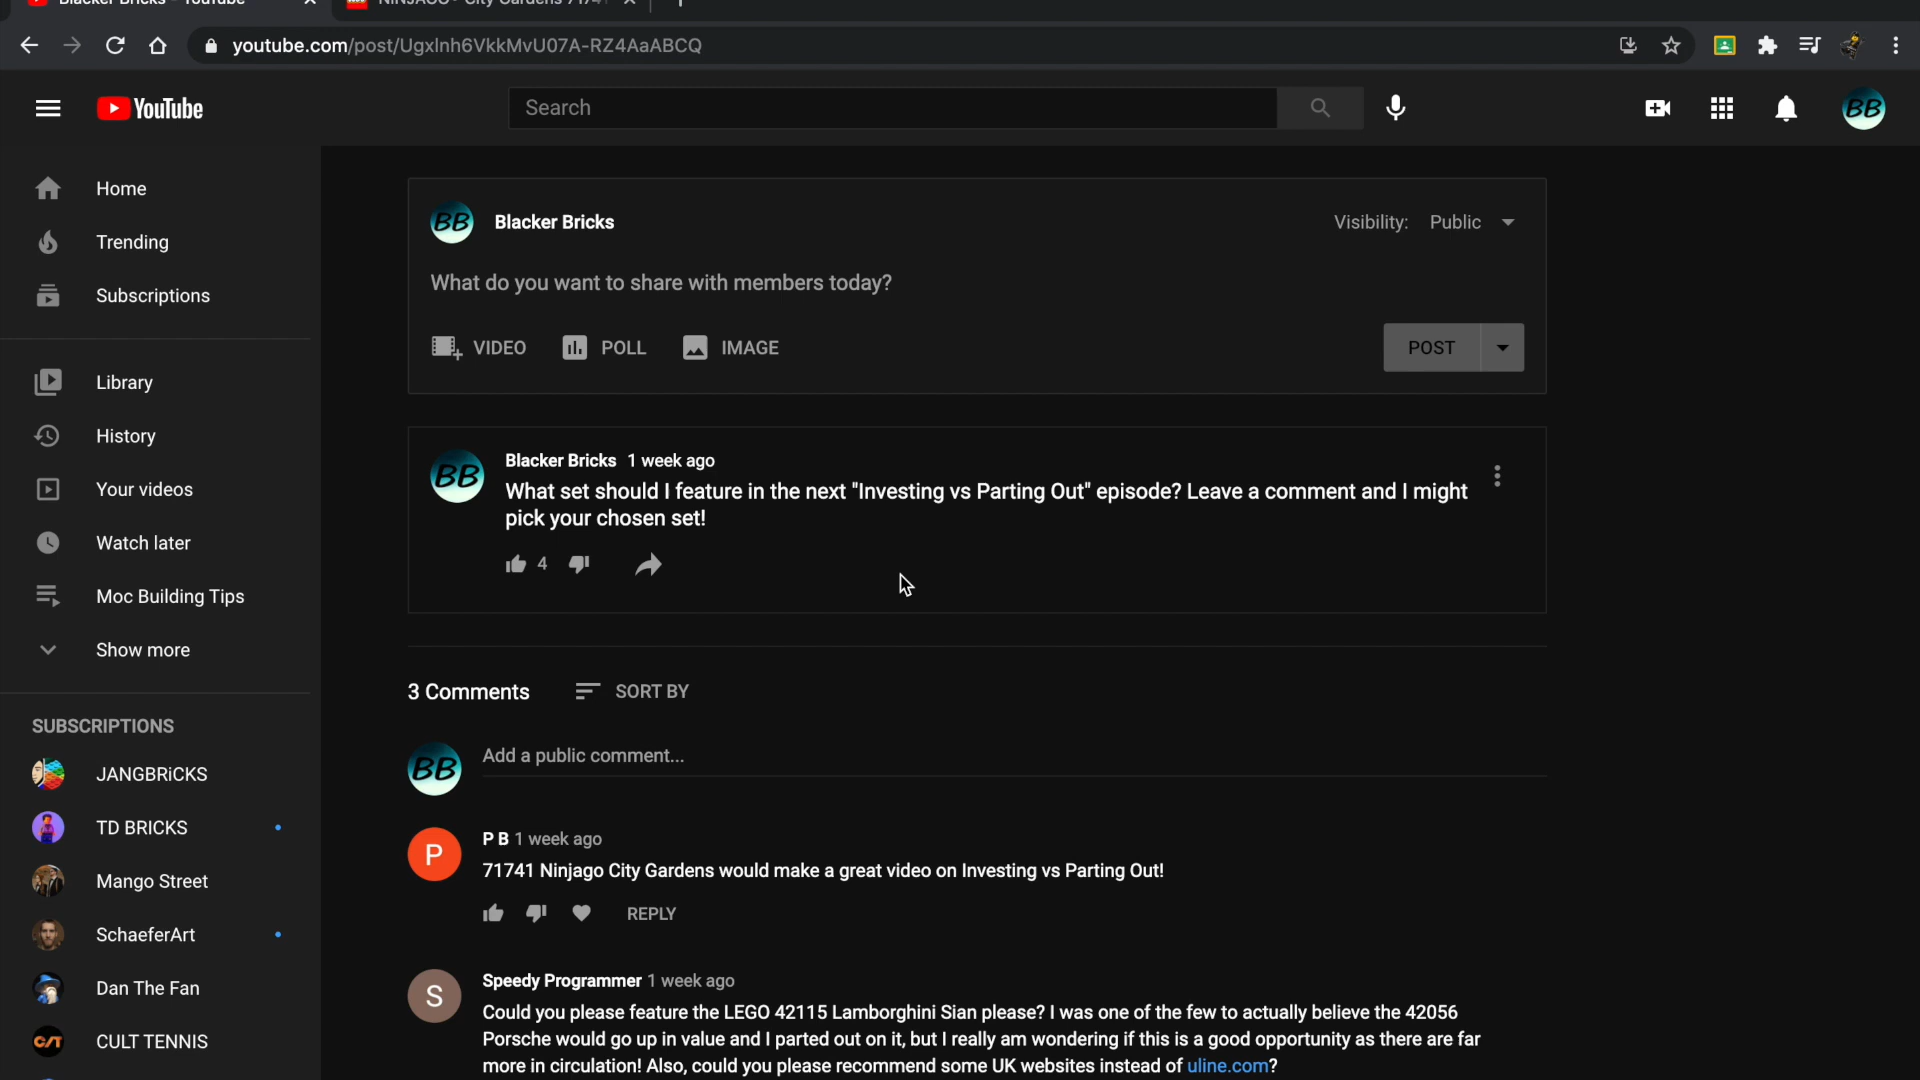 Blacker Bricks - YouTube
NINJAGO® City Gardens 7174
youtube.com/post/UgxInh6VkkMvU07A-RZ4AaABCQ
YouTube
Search
BB
Home
Trending
Subscriptions
Library
History
Your videos
Watch later
Moc Building Tips
Show more
SUBSCRIPTIONS
JANGBRiCKS
TD BRICKS
Mango Street
SchaeferArt
Dan The Fan
C/T CULT TENNIS
BB Blacker Bricks
Visibility: Public
What do you want to share with members today?
VIDEO POLL IMAGE
POST
BB Blacker Bricks 1 week ago
What set should I feature in the next "Investing vs Parting Out" episode? Leave a comment and I might
pick your chosen set!
4
3 Comments SORT BY
BB Add a public comment...
P P B 1 week ago
71741 Ninjago City Gardens would make a great video on Investing vs Parting Out!
REPLY
S Speedy Programmer 1 week ago
Could you please feature the LEGO 42115 Lamborghini Sian please? I was one of the few to actually believe the 42056
Porsche would go up in value and I parted out on it, but I really am wondering if this is a good opportunity as there are far
more in circulation! Also, could you please recommend some UK websites instead of uline.com?